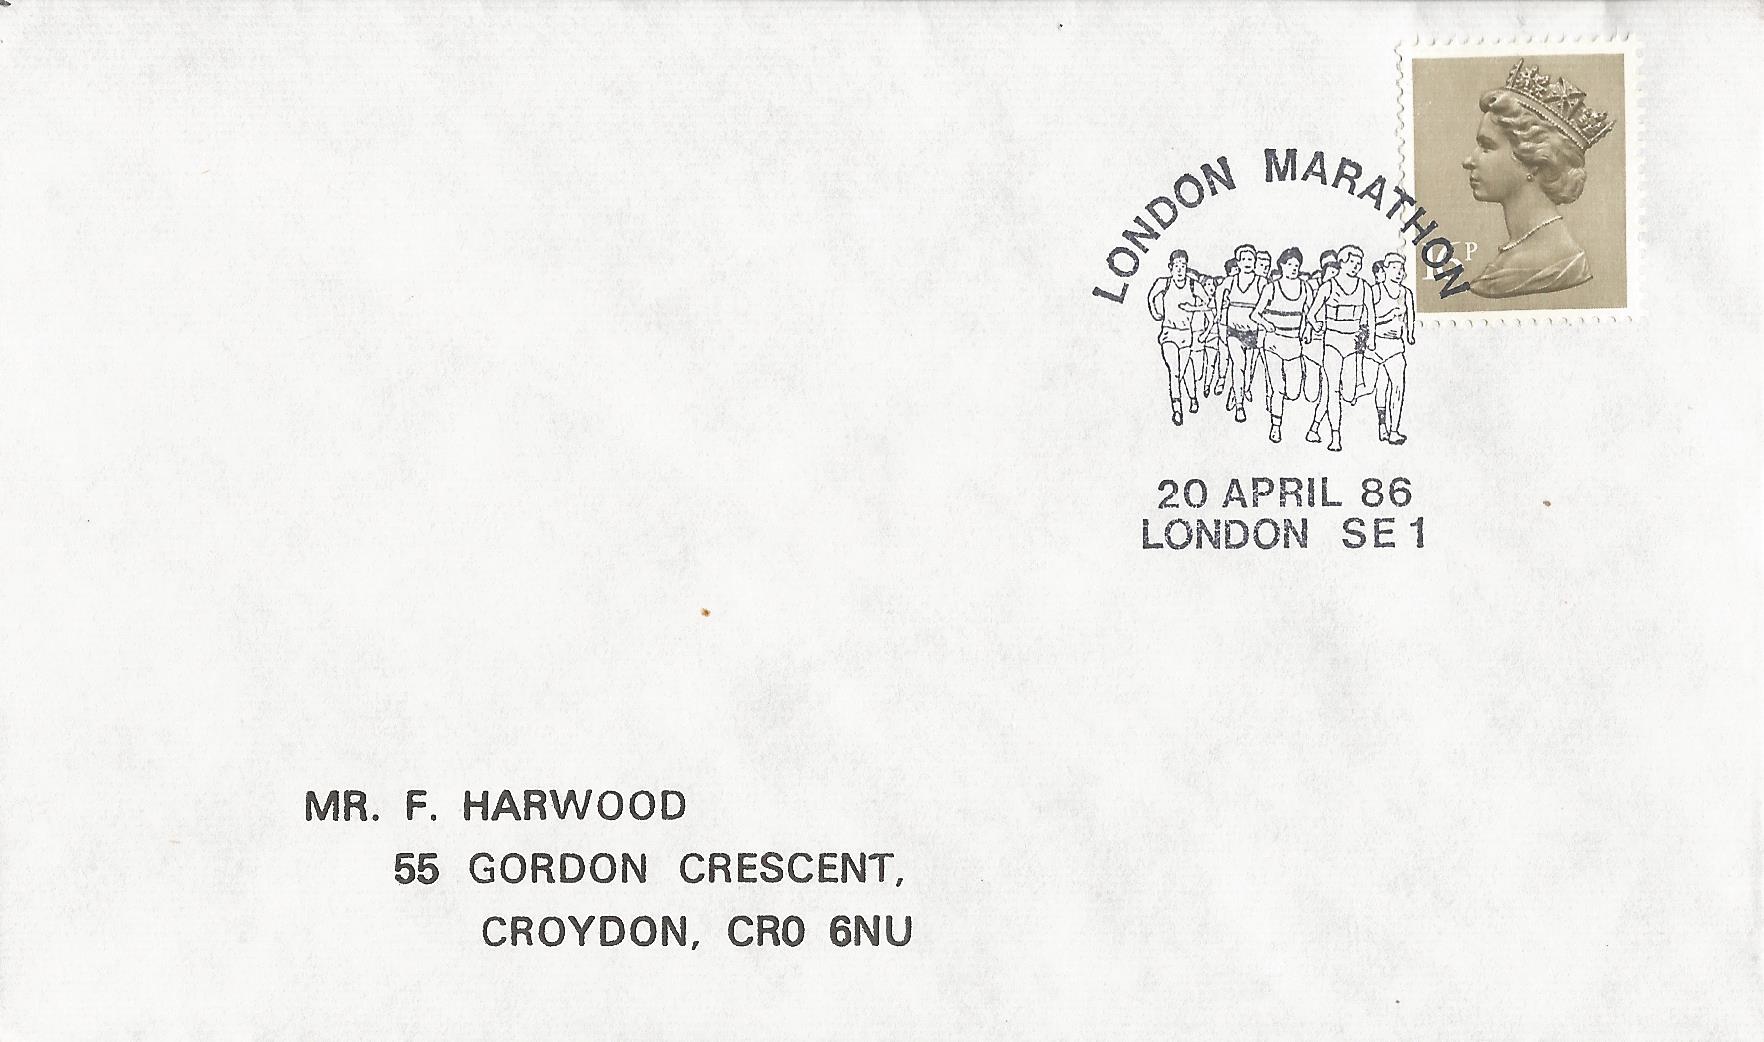 LONDON MARATHON
P
20 APRIL 86
LONDON SE1
MR. F. HARWOOD
55 GORDON CRESCENT,
CROYDON, CR0 6NU